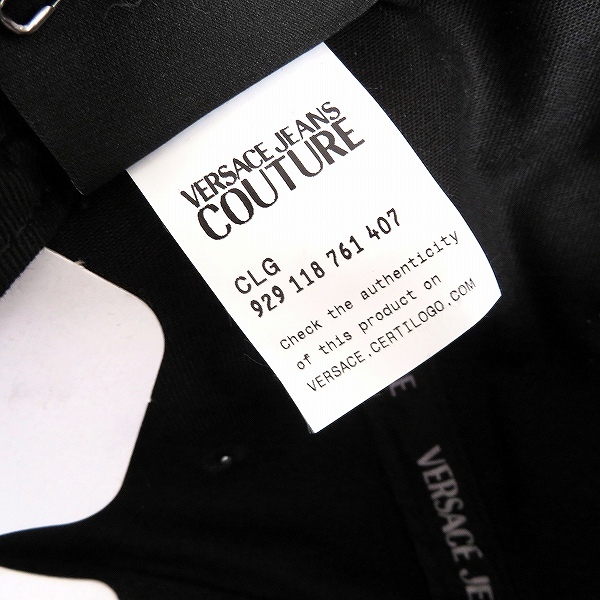 VERSACE JEANS
COUTURE
CLG
929 118 761 407
Check the authenticity
of this product on
VERSACE.CERTILOGO.COM
E
VERSACE JE